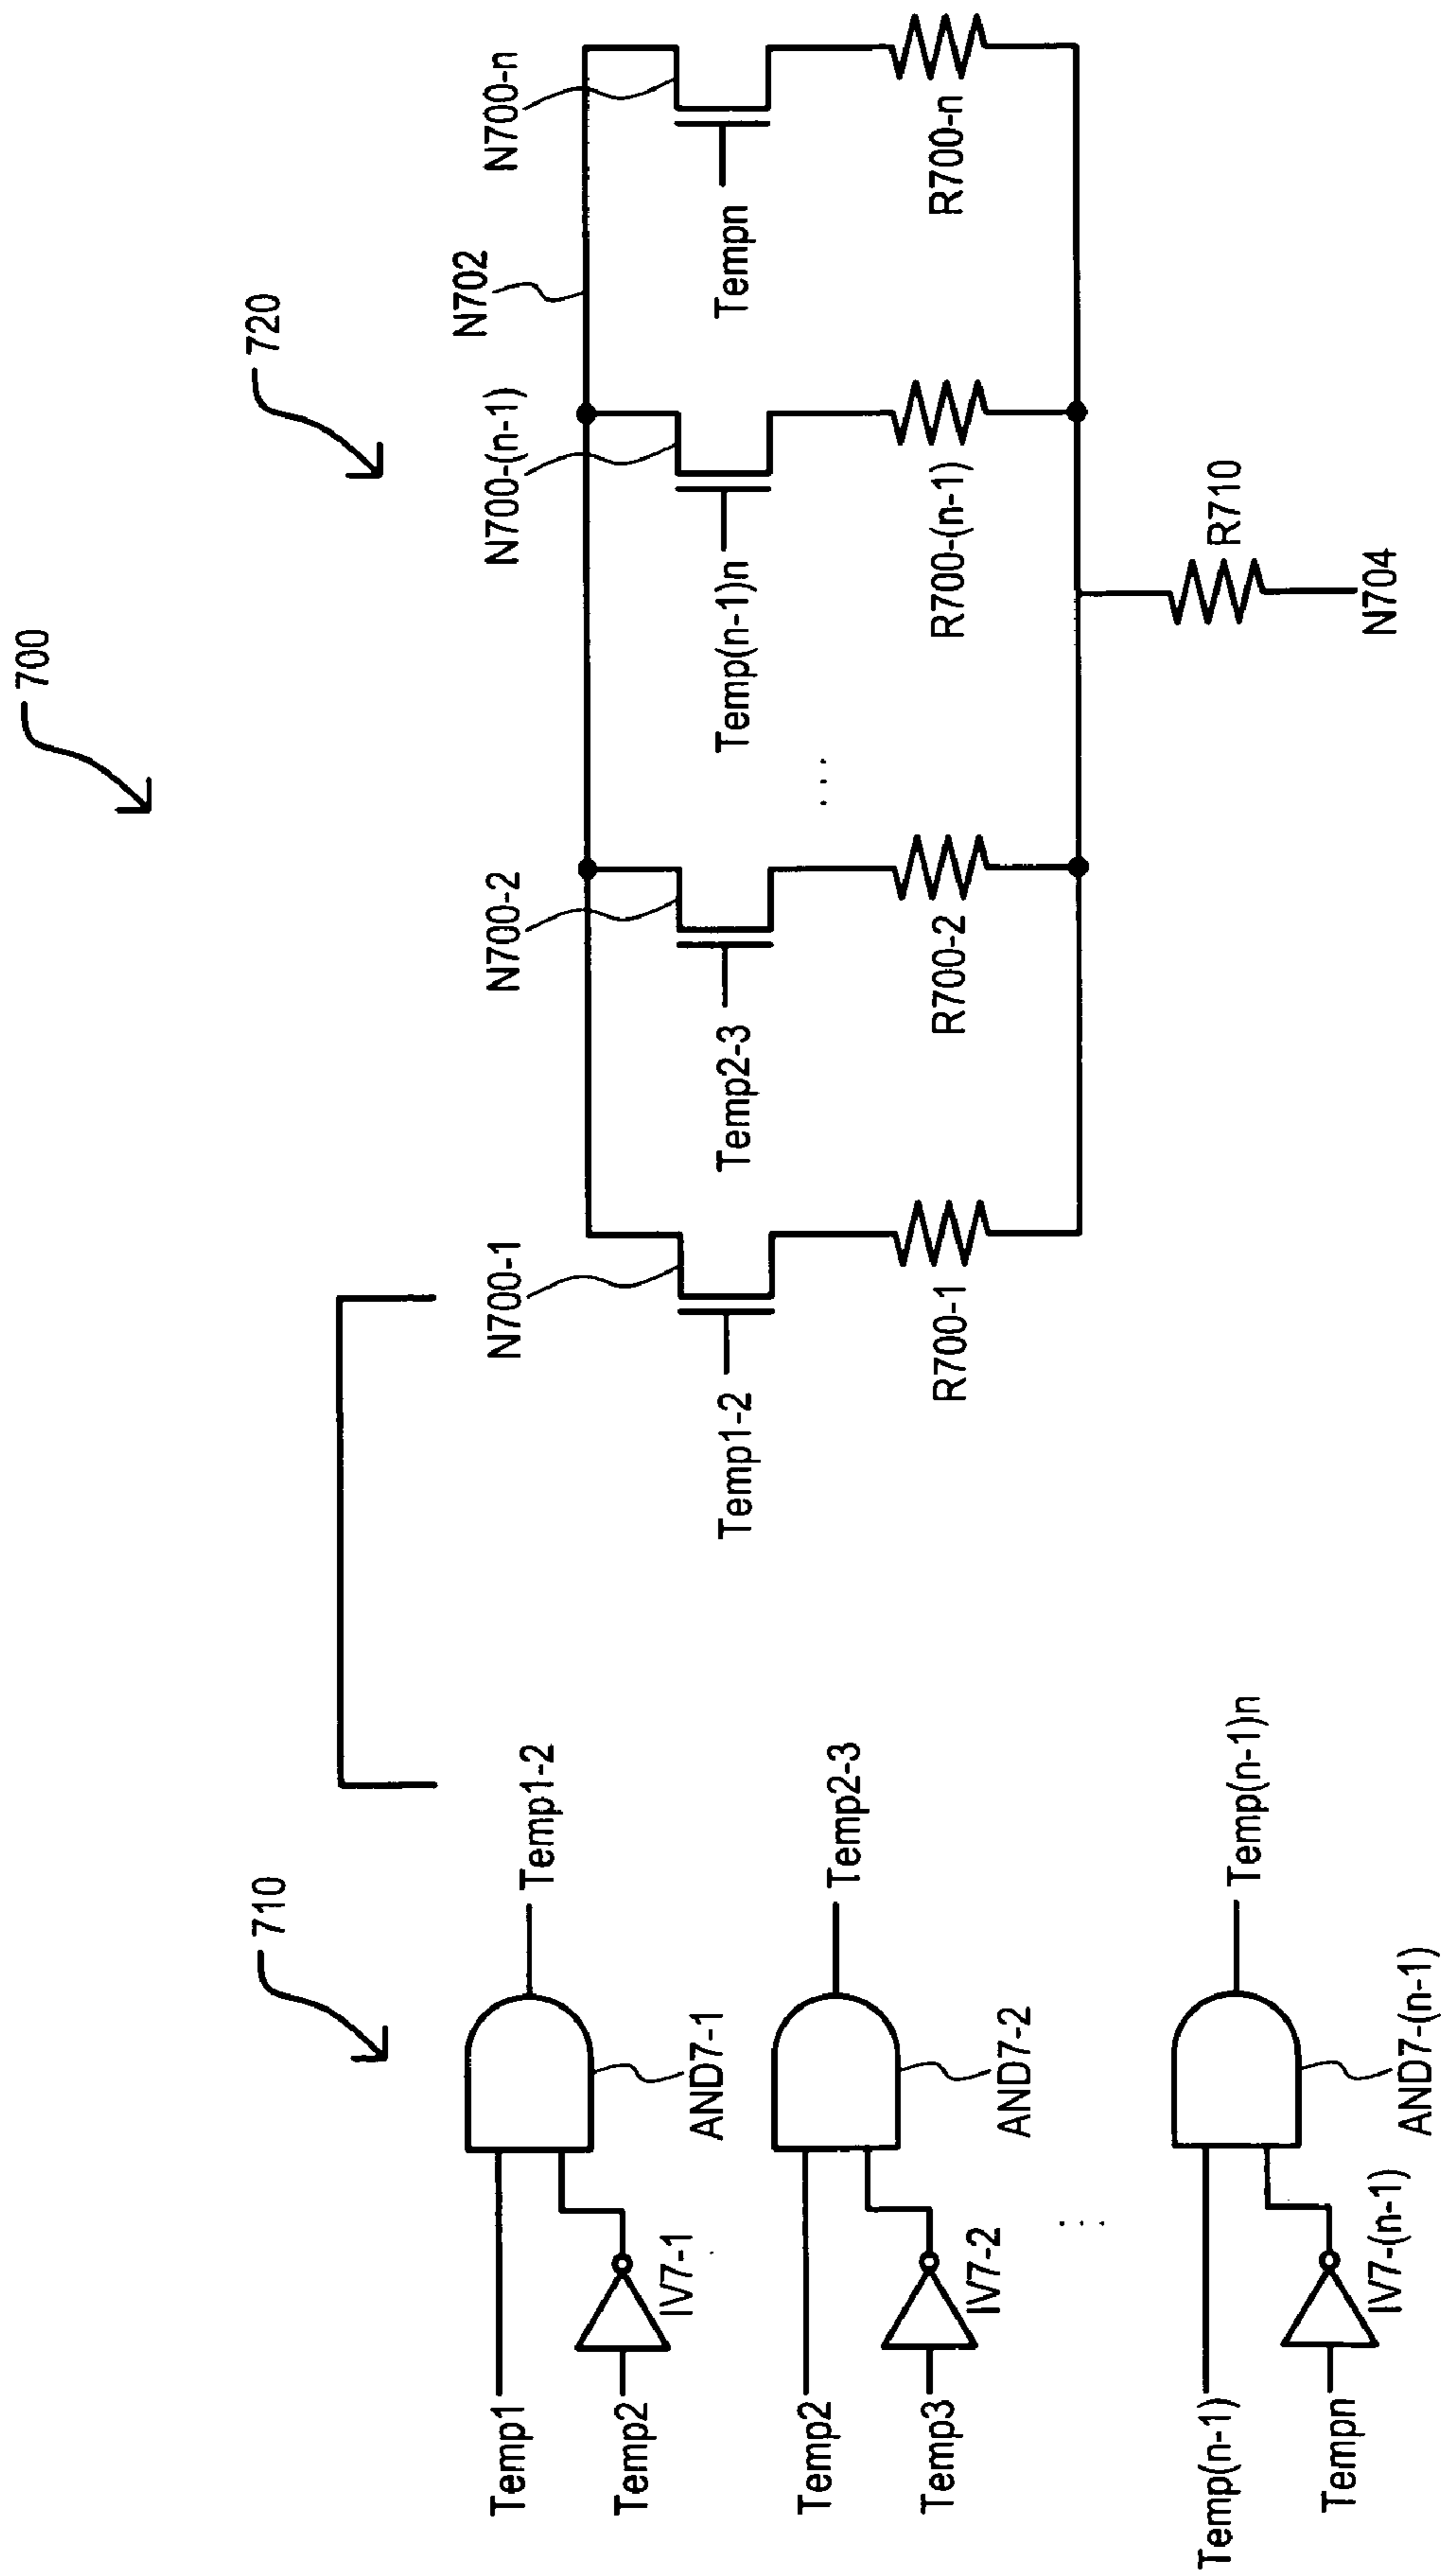 700
710
Temp1
Temp2
IV7-1
AND7-1
Temp1-2
Temp2
Temp3
IV7-2
AND7-2
Temp2-3
...
Temp(n-1)
Tempn
IV7-(n-1)
AND7-(n-1)
Temp(n-1)n
720
N702
N700-1
N700-2
N700-(n-1)
N700-n
Temp1-2
Temp2-3
Temp(n-1)n
Tempn
...
R700-1
R700-2
R700-(n-1)
R700-n
R710
N704